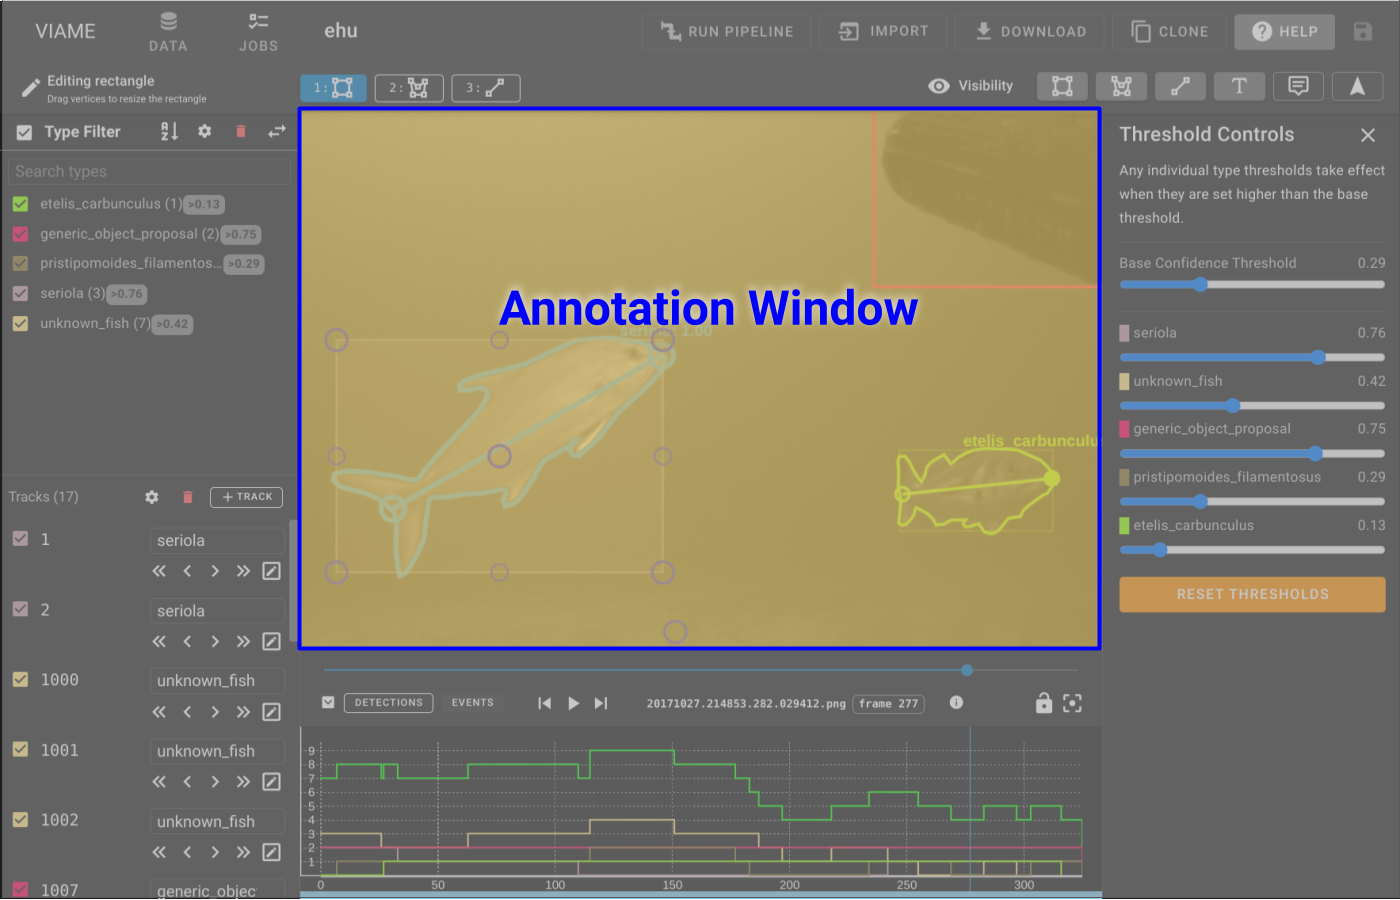 VIAME
DATA
JOBS
ehu
RUN PIPELINE
IMPORT
DOWNLOAD
CLONE
HELP
Editing rectangle
Drag vertices to resize the rectangle
1:
2:
3:
Visibility
T
Type Filter
Search types
etelis_carbunculus (1) >0.13
generic_object_proposal (2) >0.75
pristipomoides_filamentos... >0.29
seriola (3) >0.76
unknown_fish (7) >0.42
Tracks (17)
+ TRACK
1 seriola
2 seriola
1000 unknown_fish
1001 unknown_fish
1002 unknown_fish
1007 generic_objec
Annotation Window
etelis_carbunculu
DETECTIONS
EVENTS
20171027.214853.282.029412.png
frame 277
9
8
7
6
5
4
3
2
1
0 50 100 150 200 250 300
Threshold Controls
Any individual type thresholds take effect
when they are set higher than the base
threshold.
Base Confidence Threshold 0.29
seriola 0.76
unknown_fish 0.42
generic_object_proposal 0.75
pristipomoides_filamentosus 0.29
etelis_carbunculus 0.13
RESET THRESHOLDS